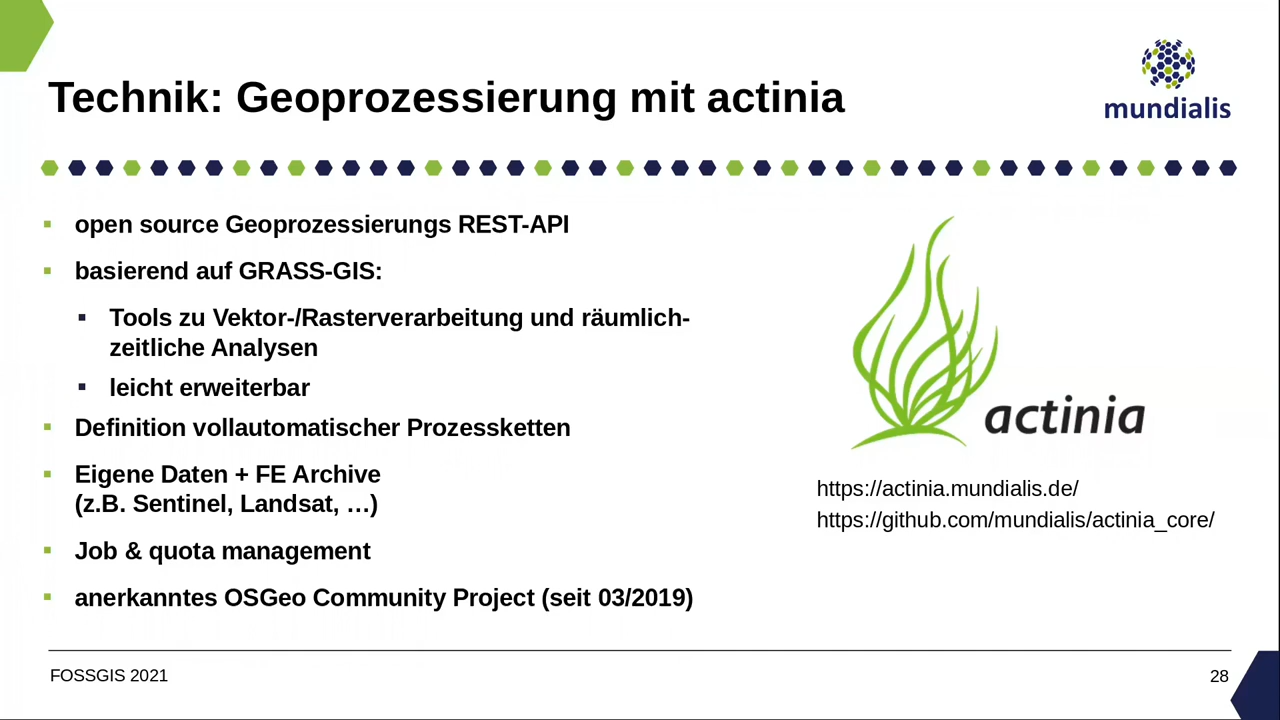 Technik: Geoprozessierung mit actinia
mundialis
open source Geoprozessierungs REST-API
basierend auf GRASS-GIS:
Tools zu Vektor-/Rasterverarbeitung und räumlich-
zeitliche Analysen
leicht erweiterbar
Definition vollautomatischer Prozessketten
Eigene Daten + FE Archive
(z.B. Sentinel, Landsat, …)
Job & quota management
anerkanntes OSGeo Community Project (seit 03/2019)
actinia
https://actinia.mundialis.de/
https://github.com/mundialis/actinia_core/
FOSSGIS 2021
28